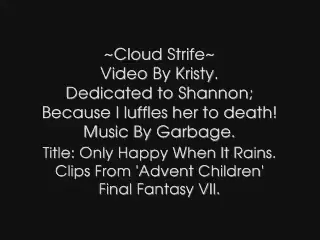 ~Cloud Strife~
Video By Kristy.
Dedicated to Shannon;
Because I luffles her to death!
Music By Garbage.
Title: Only Happy When It Rains.
Clips From 'Advent Children'
Final Fantasy VII.